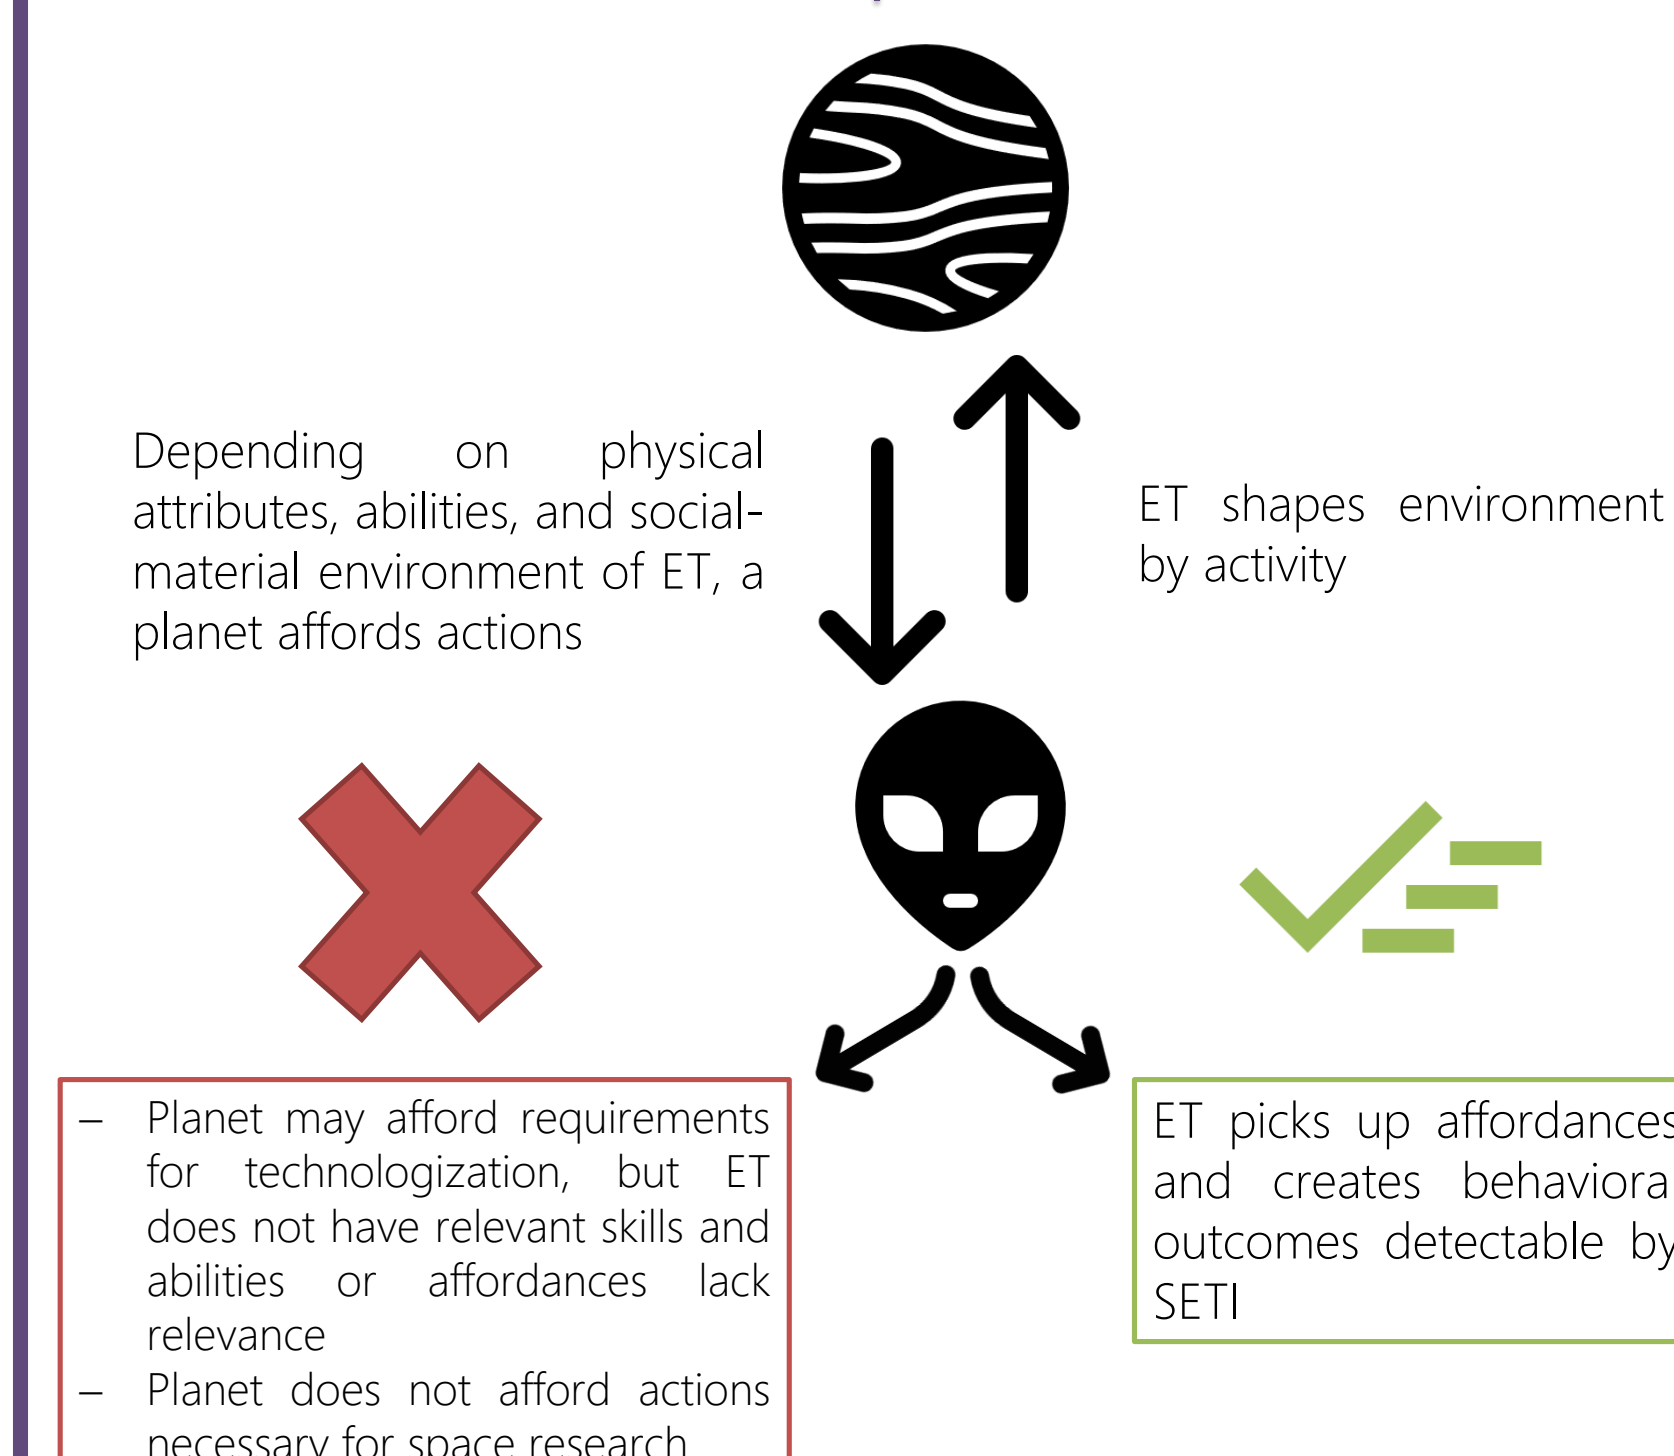 Depending on physical
attributes, abilities, and social-
material environment of ET, a
planet affords actions
ET shapes environment
by activity
– Planet may afford requirements
for technologization, but ET
does not have relevant skills and
abilities or affordances lack
relevance
– Planet does not afford actions
necessary for space research
ET picks up affordances
and creates behaviora
outcomes detectable by
SETI